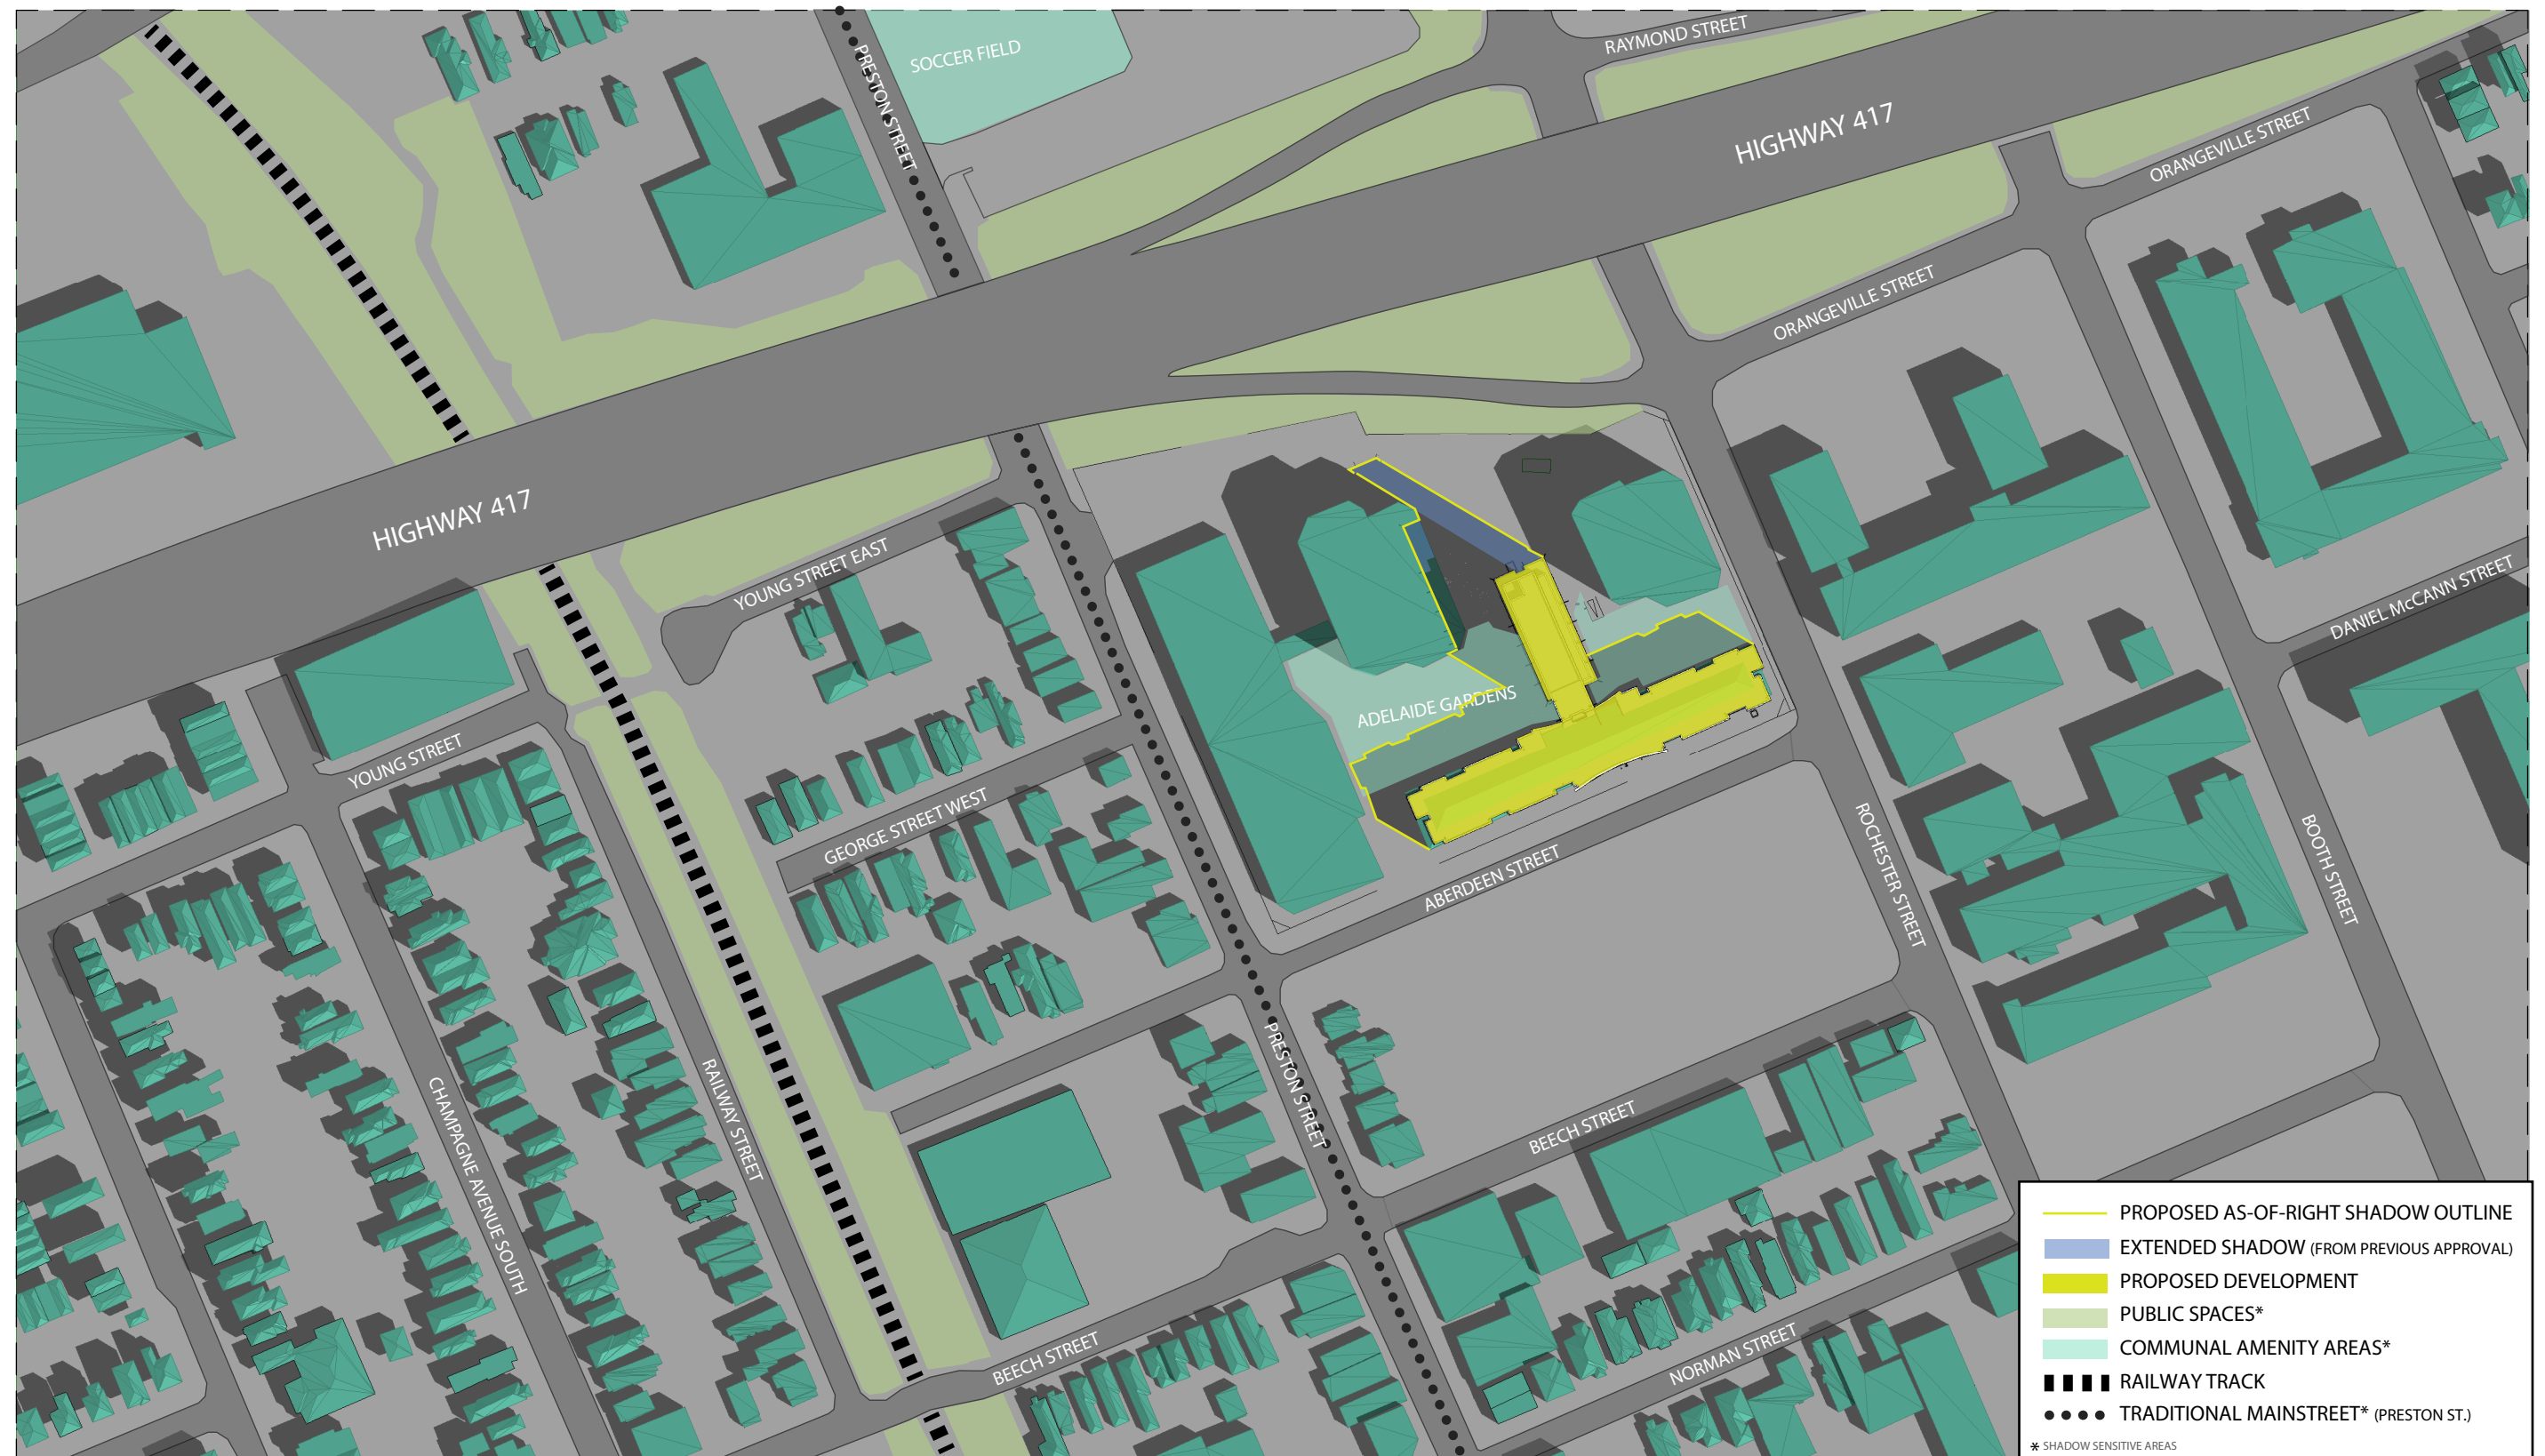 RAYMOND STREET
SOCCER FIELD
PRESTON STREET
HIGHWAY 417
ORANGEVILLE STREET
ORANGEVILLE STREET
HIGHWAY 417
YOUNG STREET EAST
DANIEL McCANN STREET
ADELAIDE GARDENS
YOUNG STREET
GEORGE STREET WEST
ABERDEEN STREET
ROCHESTER STREET
BOOTH STREET
CHAMPAGNE AVENUE SOUTH
RAILWAY STREET
PRESTON STREET
BEECH STREET
BEECH STREET
NORMAN STREET
PROPOSED AS-OF-RIGHT SHADOW OUTLINE
EXTENDED SHADOW (FROM PREVIOUS APPROVAL)
PROPOSED DEVELOPMENT
PUBLIC SPACES*
COMMUNAL AMENITY AREAS*
RAILWAY TRACK
TRADITIONAL MAINSTREET* (PRESTON ST.)
* SHADOW SENSITIVE AREAS